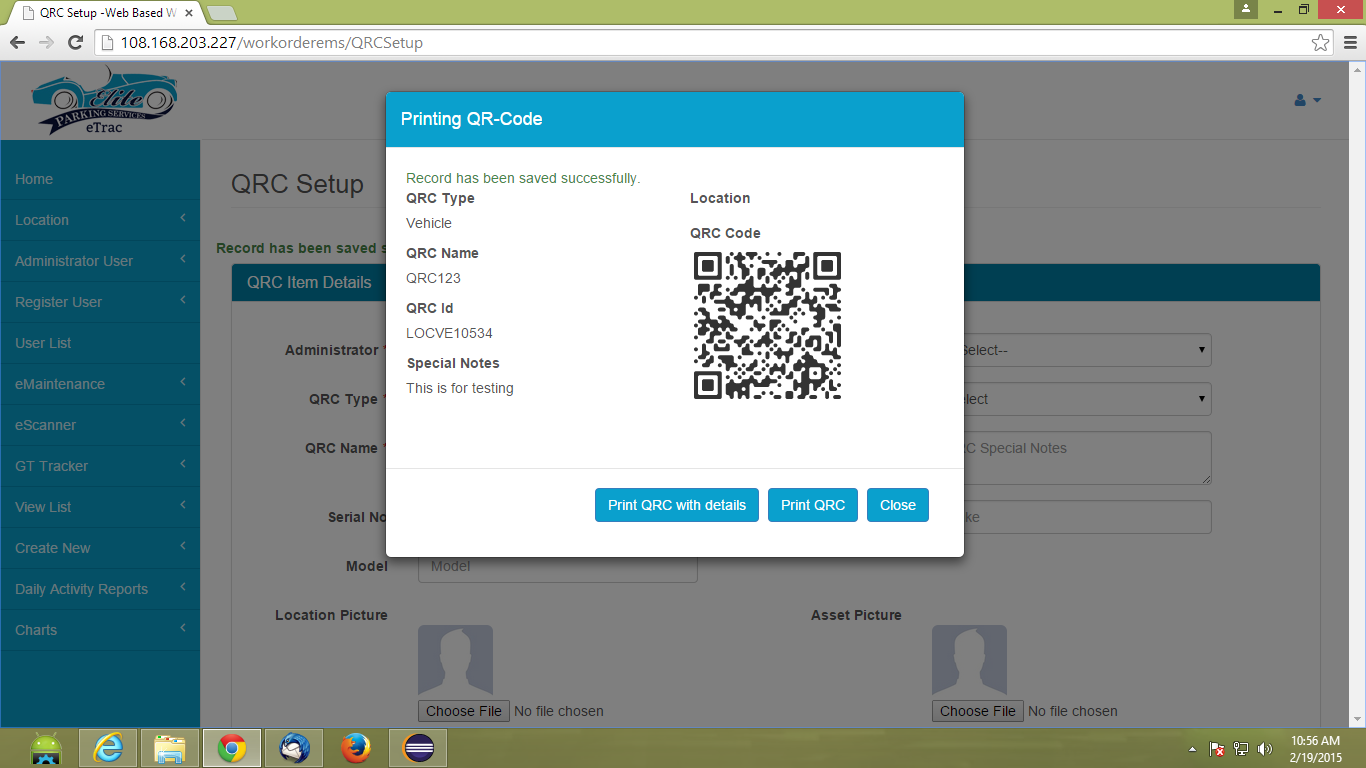 QRC Setup -Web Based W
108.168.203.227/workorderems/QRCSetup
Elite
PARKING SERVICES
eTrac
Home
Location
Administrator User
Register User
User List
eMaintenance
eScanner
GT Tracker
View List
Create New
Daily Activity Reports
Charts
QRC Setup
Record has been saved s
QRC Item Details
Administrator *
Select--
QRC Type *
lect
QRC Name *
C Special Notes
Serial No
ke
Model
Model
Location Picture
Asset Picture
Choose File No file chosen
Choose File No file chosen
Printing QR-Code
Record has been saved successfully.
QRC Type
Vehicle
QRC Name
QRC123
QRC Id
LOCVE10534
Special Notes
This is for testing
Location
QRC Code
Print QRC with details
Print QRC
Close
10:56 AM
2/19/2015